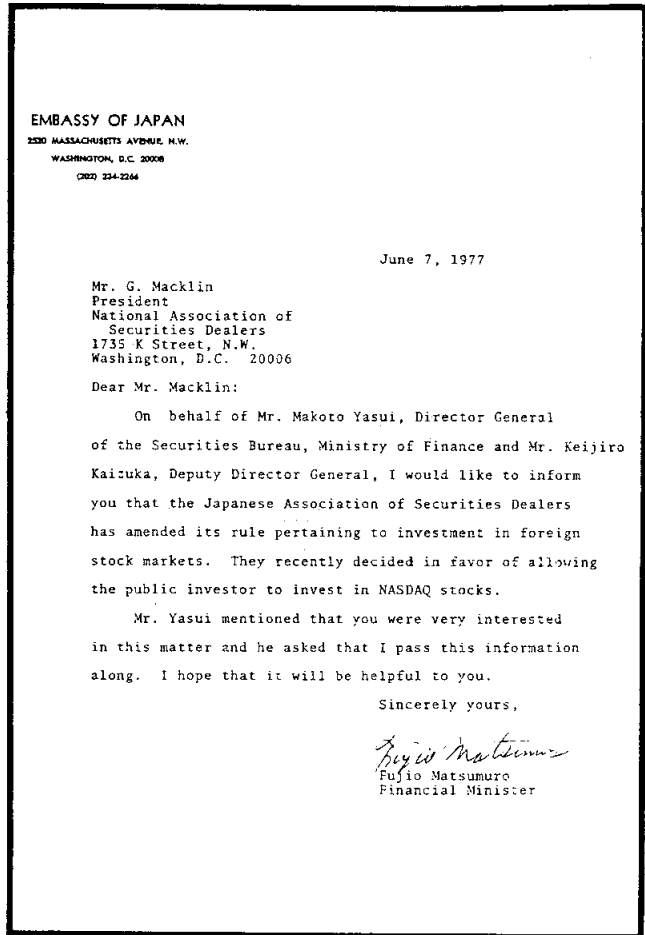 EMBASSY OF JAPAN
2520 MASSACHUSETTS AVENUE, N.W.
WASHINGTON, D.C. 20008
(202) 234-2266
June 7, 1977
Mr. G. Macklin
President
National Association of
Securities Dealers
1735 K Street, N.W.
Washington, D.C. 20006
Dear Mr. Macklin:
On behalf of Mr. Makoto Yasui, Director General
of the Securities Bureau, Ministry of Finance and Mr. Keijiro
Kaizuka, Deputy Director General, I would like to inform
you that the Japanese Association of Securities Dealers
has amended its rule pertaining to investment in foreign
stock markets. They recently decided in favor of allowing
the public investor to invest in NASDAQ stocks.
Mr. Yasui mentioned that you were very interested
in this matter and he asked that I pass this information
along. I hope that it will be helpful to you.
Sincerely yours,
Fujio Matsumuro
Fujio Matsumuro
Financial Minister